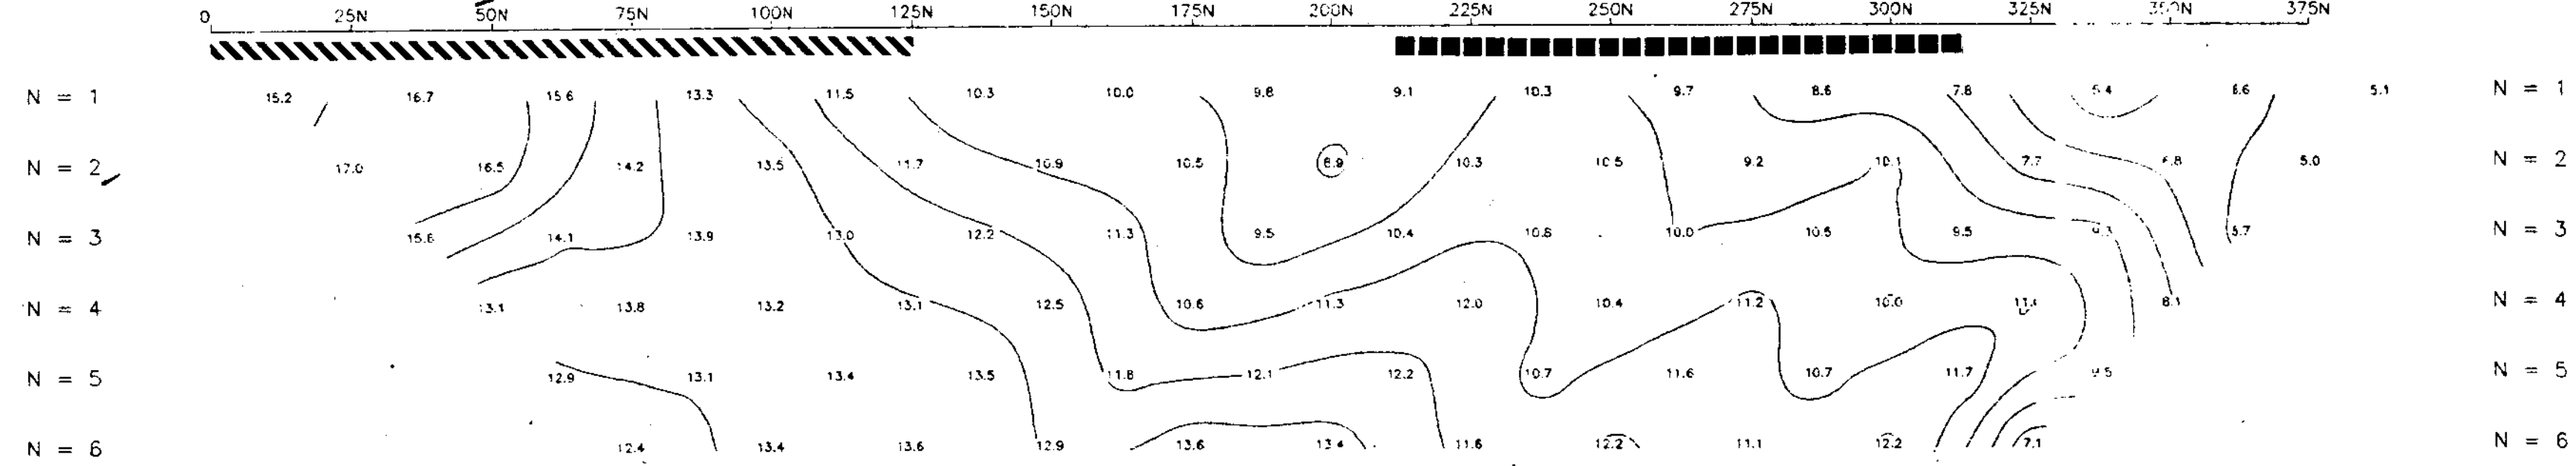 0 25N 50N 75N 100N 125N 150N 175N 200N 225N 250N 275N 300N 325N 350N 375N
N = 1 15.2 16.7 15.6 13.3 11.5 10.3 10.0 9.8 9.1 10.3 9.7 8.6 7.8 5.4 6.6 5.1 N = 1
N = 2 17.0 16.5 14.2 13.5 11.7 10.9 10.5 8.9 10.3 10.5 9.2 10.1 7.7 6.8 5.0 N = 2
N = 3 15.6 14.1 13.9 13.0 12.2 11.3 9.5 10.4 10.8 10.0 10.5 9.5 9.3 5.7 N = 3
N = 4 13.1 13.8 13.2 13.1 12.5 10.6 11.3 12.0 10.4 11.2 10.0 8.1 N = 4
N = 5 12.9 13.1 13.4 13.5 11.8 12.1 12.2 10.7 11.6 10.7 11.7 9.5 N = 5
N = 6 12.4 13.4 13.6 12.9 13.6 13.4 11.6 12.2 11.1 12.2 7.1 N = 6